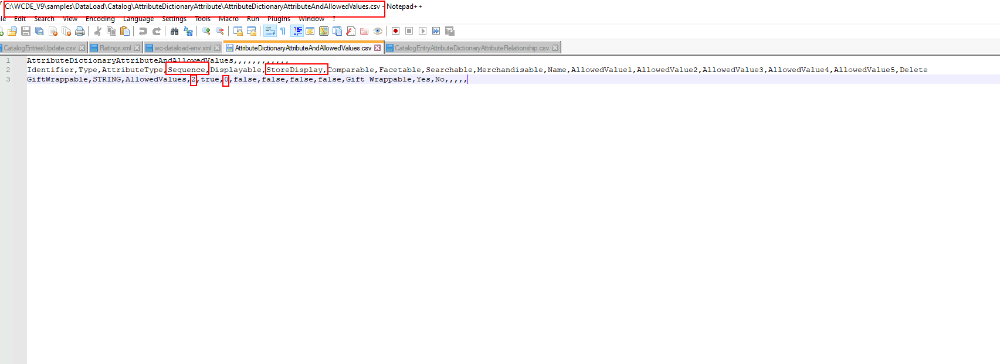 C:\WCDE_V9\samples\DataLoad\Catalog\AttributeDictionaryAttribute\AttributeDictionaryAttributeAndAllowedValues.csv - Notepad++
Edit Search View Encoding Language Settings Tools Macro Run Plugins Window ?
CatalogEntriesUpdate.csv Ratings.xml wc-dataload-env.xml AttributeDictionaryAttributeAndAllowedValues.csv CatalogEntryAttributeDictionaryAttributeRelationship.csv
1 AttributeDictionaryAttributeAndAllowedValues,,,,,,,,,,,,
2 Identifier,Type,AttributeType,Sequence,Displayable,StoreDisplay,Comparable,Facetable,Searchable,Merchandisable,Name,AllowedValue1,AllowedValue2,AllowedValue3,AllowedValue4,AllowedValue5,Delete
3 GiftWrappable,STRING,AllowedValues,2,true,0,false,false,false,false,Gift Wrappable,Yes,No,,,,,